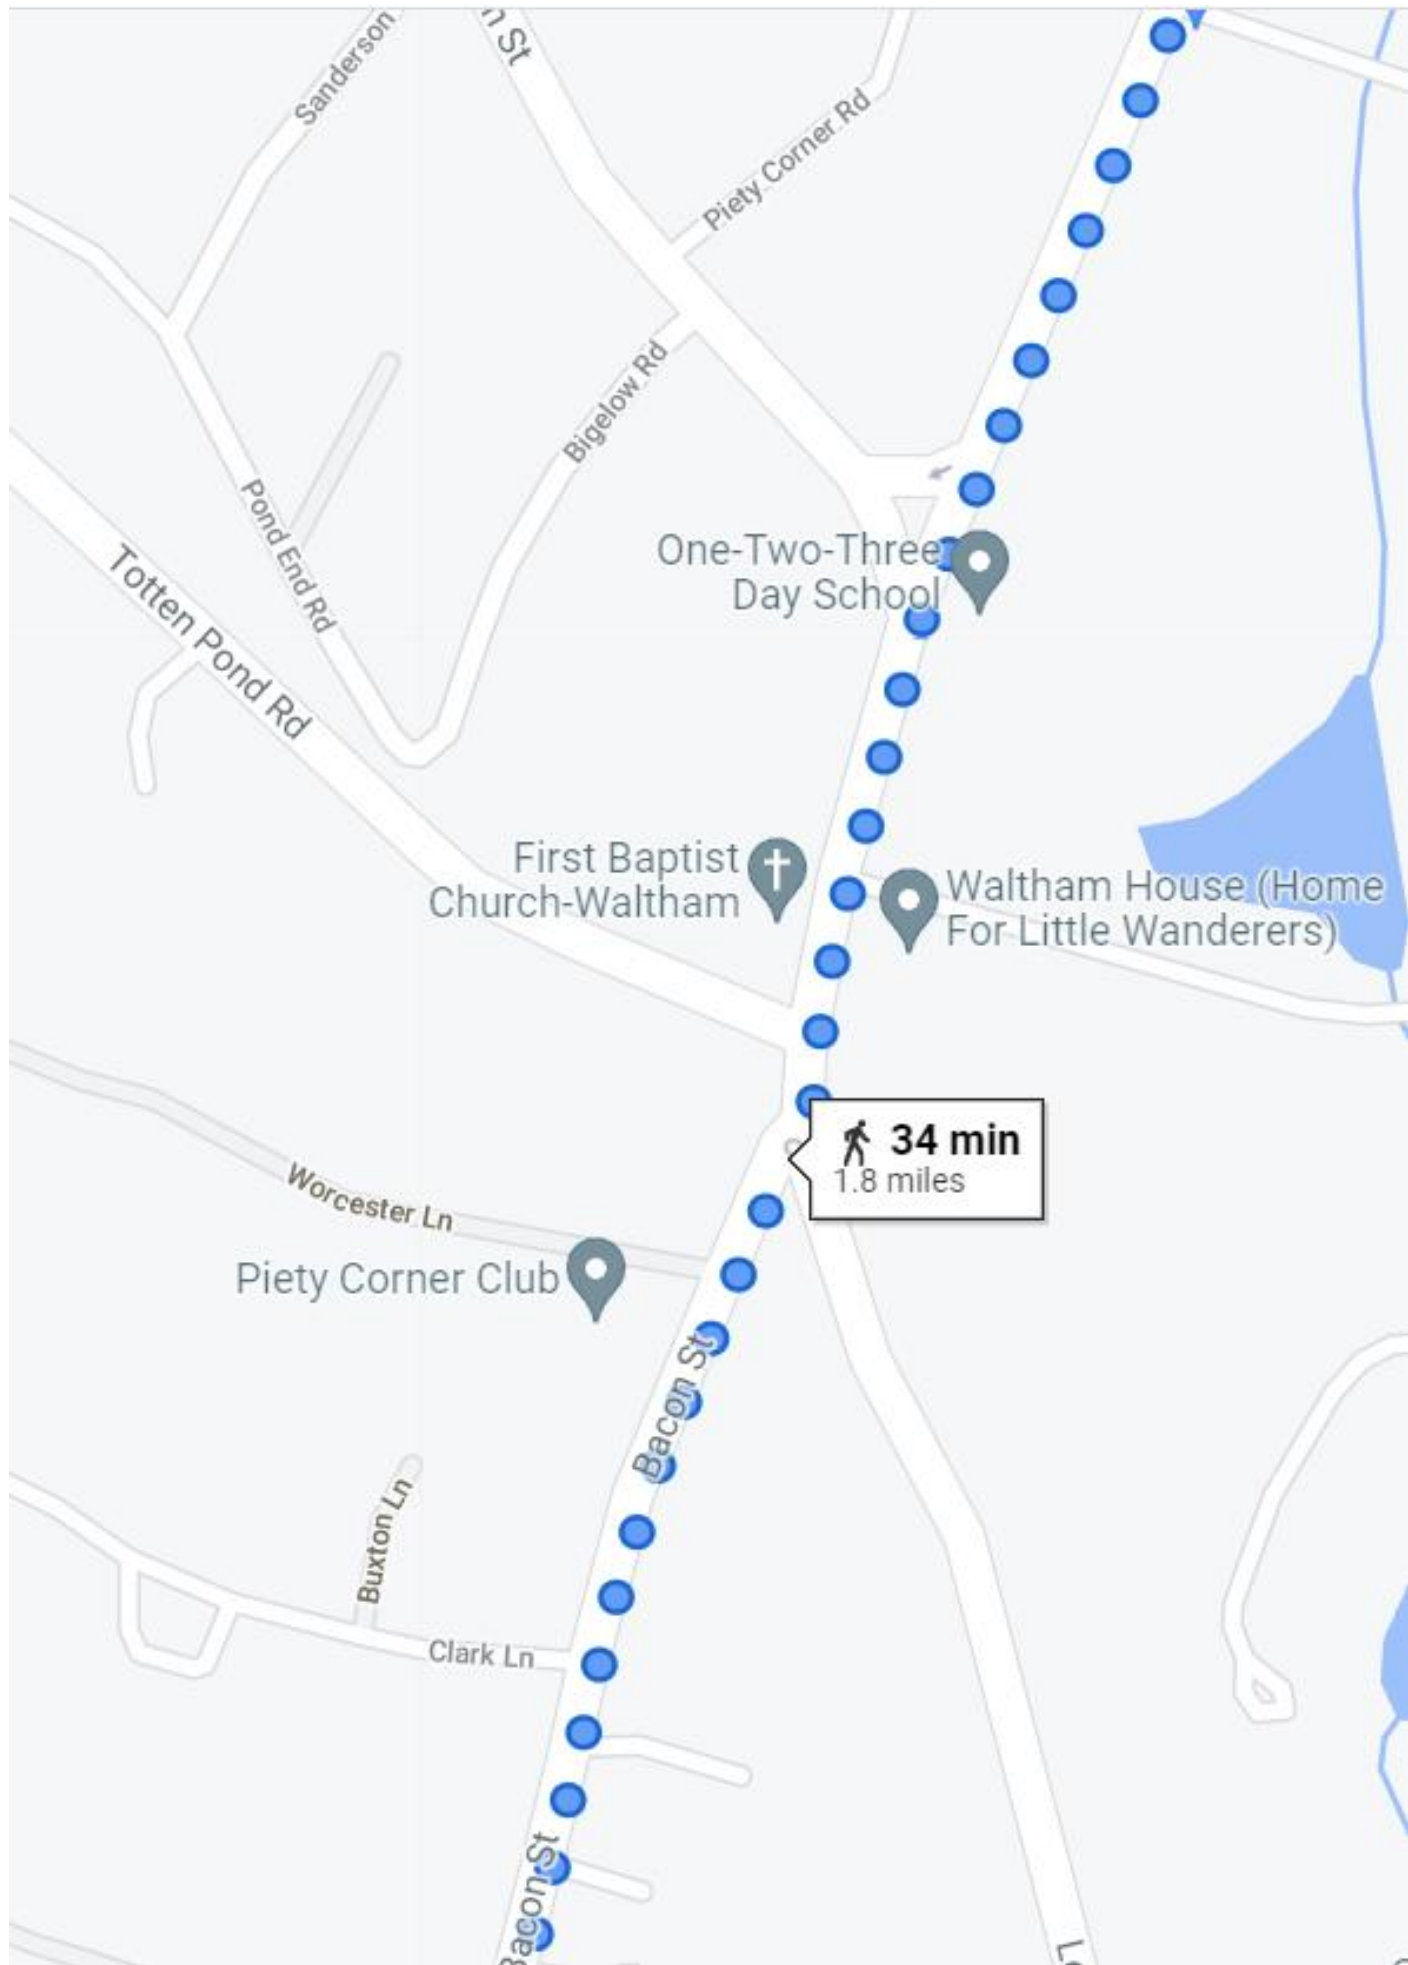 Sanderson
n St
Piety Corner Rd
Bigelow Rd
Pond End Rd
Totten Pond Rd
One-Two-Three
Day School
First Baptist
Church-Waltham
Waltham House (Home
For Little Wanderers)
34 min
1.8 miles
Worcester Ln
Piety Corner Club
Bacon St
Buxton Ln
Clark Ln
Bacon St